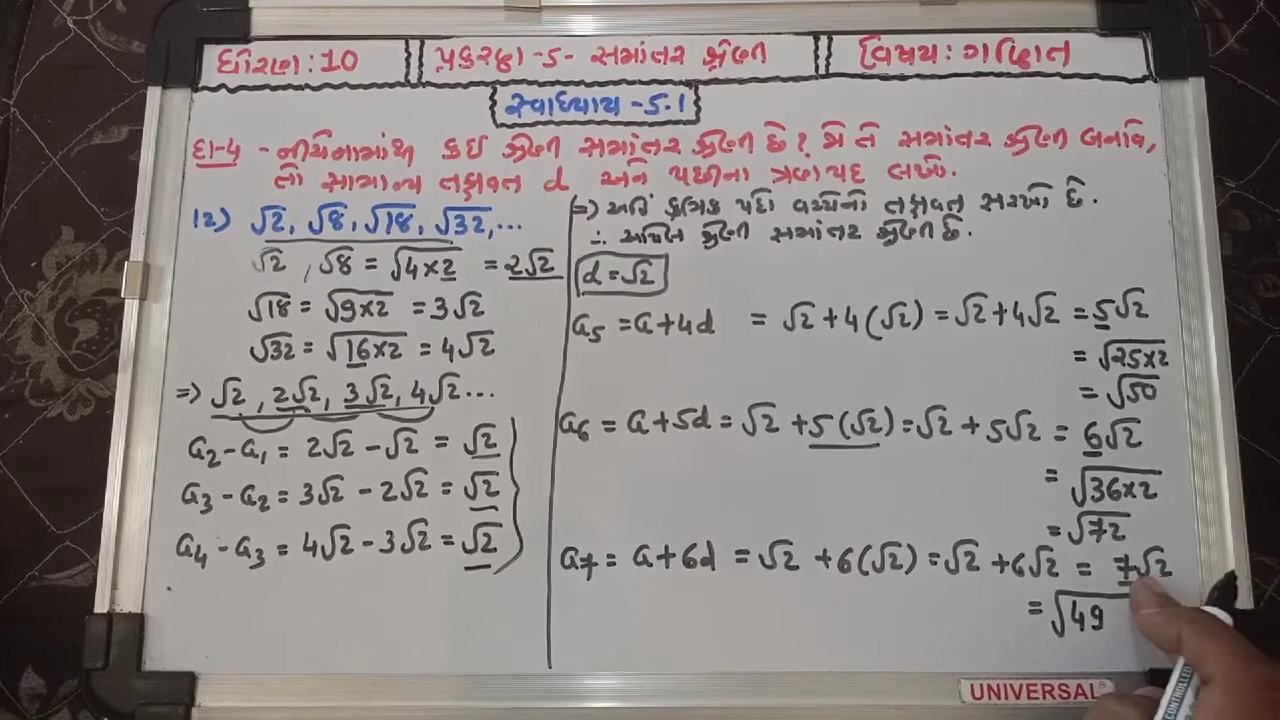 ધોરણ : 10
પ્રકરણ - 5 - સમાંતર શ્રેણી
વિષય : ગણિત
સ્વાધ્યાય - 5.1
દા-4 - નીચેનામાંથી કઈ શ્રેણી સમાંતર શ્રેણી છે? જો તે સમાંતર શ્રેણી બનાવે,
તો સામાન્ય તફાવત d અને પછીના ત્રણ પદ લખો.
12) √2, √8, √18, √32, ...
√2 , √8 = √4×2 = 2√2
√18 = √9×2 = 3√2
√32 = √16×2 = 4√2
=> √2 , 2√2, 3√2, 4√2 ...
a2 - a1 = 2√2 - √2 = √2
a3 - a2 = 3√2 - 2√2 = √2
a4 - a3 = 4√2 - 3√2 = √2
=> અહીં ક્રમિક પદો વચ્ચેનો તફાવત સરખો છે.
∴ આપેલ શ્રેણી સમાંતર શ્રેણી છે.
d = √2
a5 = a + 4d = √2 + 4(√2) = √2 + 4√2 = 5√2
= √25×2
= √50
a6 = a + 5d = √2 + 5(√2) = √2 + 5√2 = 6√2
= √36×2
= √72
a7 = a + 6d = √2 + 6(√2) = √2 + 6√2 = 7√2
= √49
UNIVERSAL